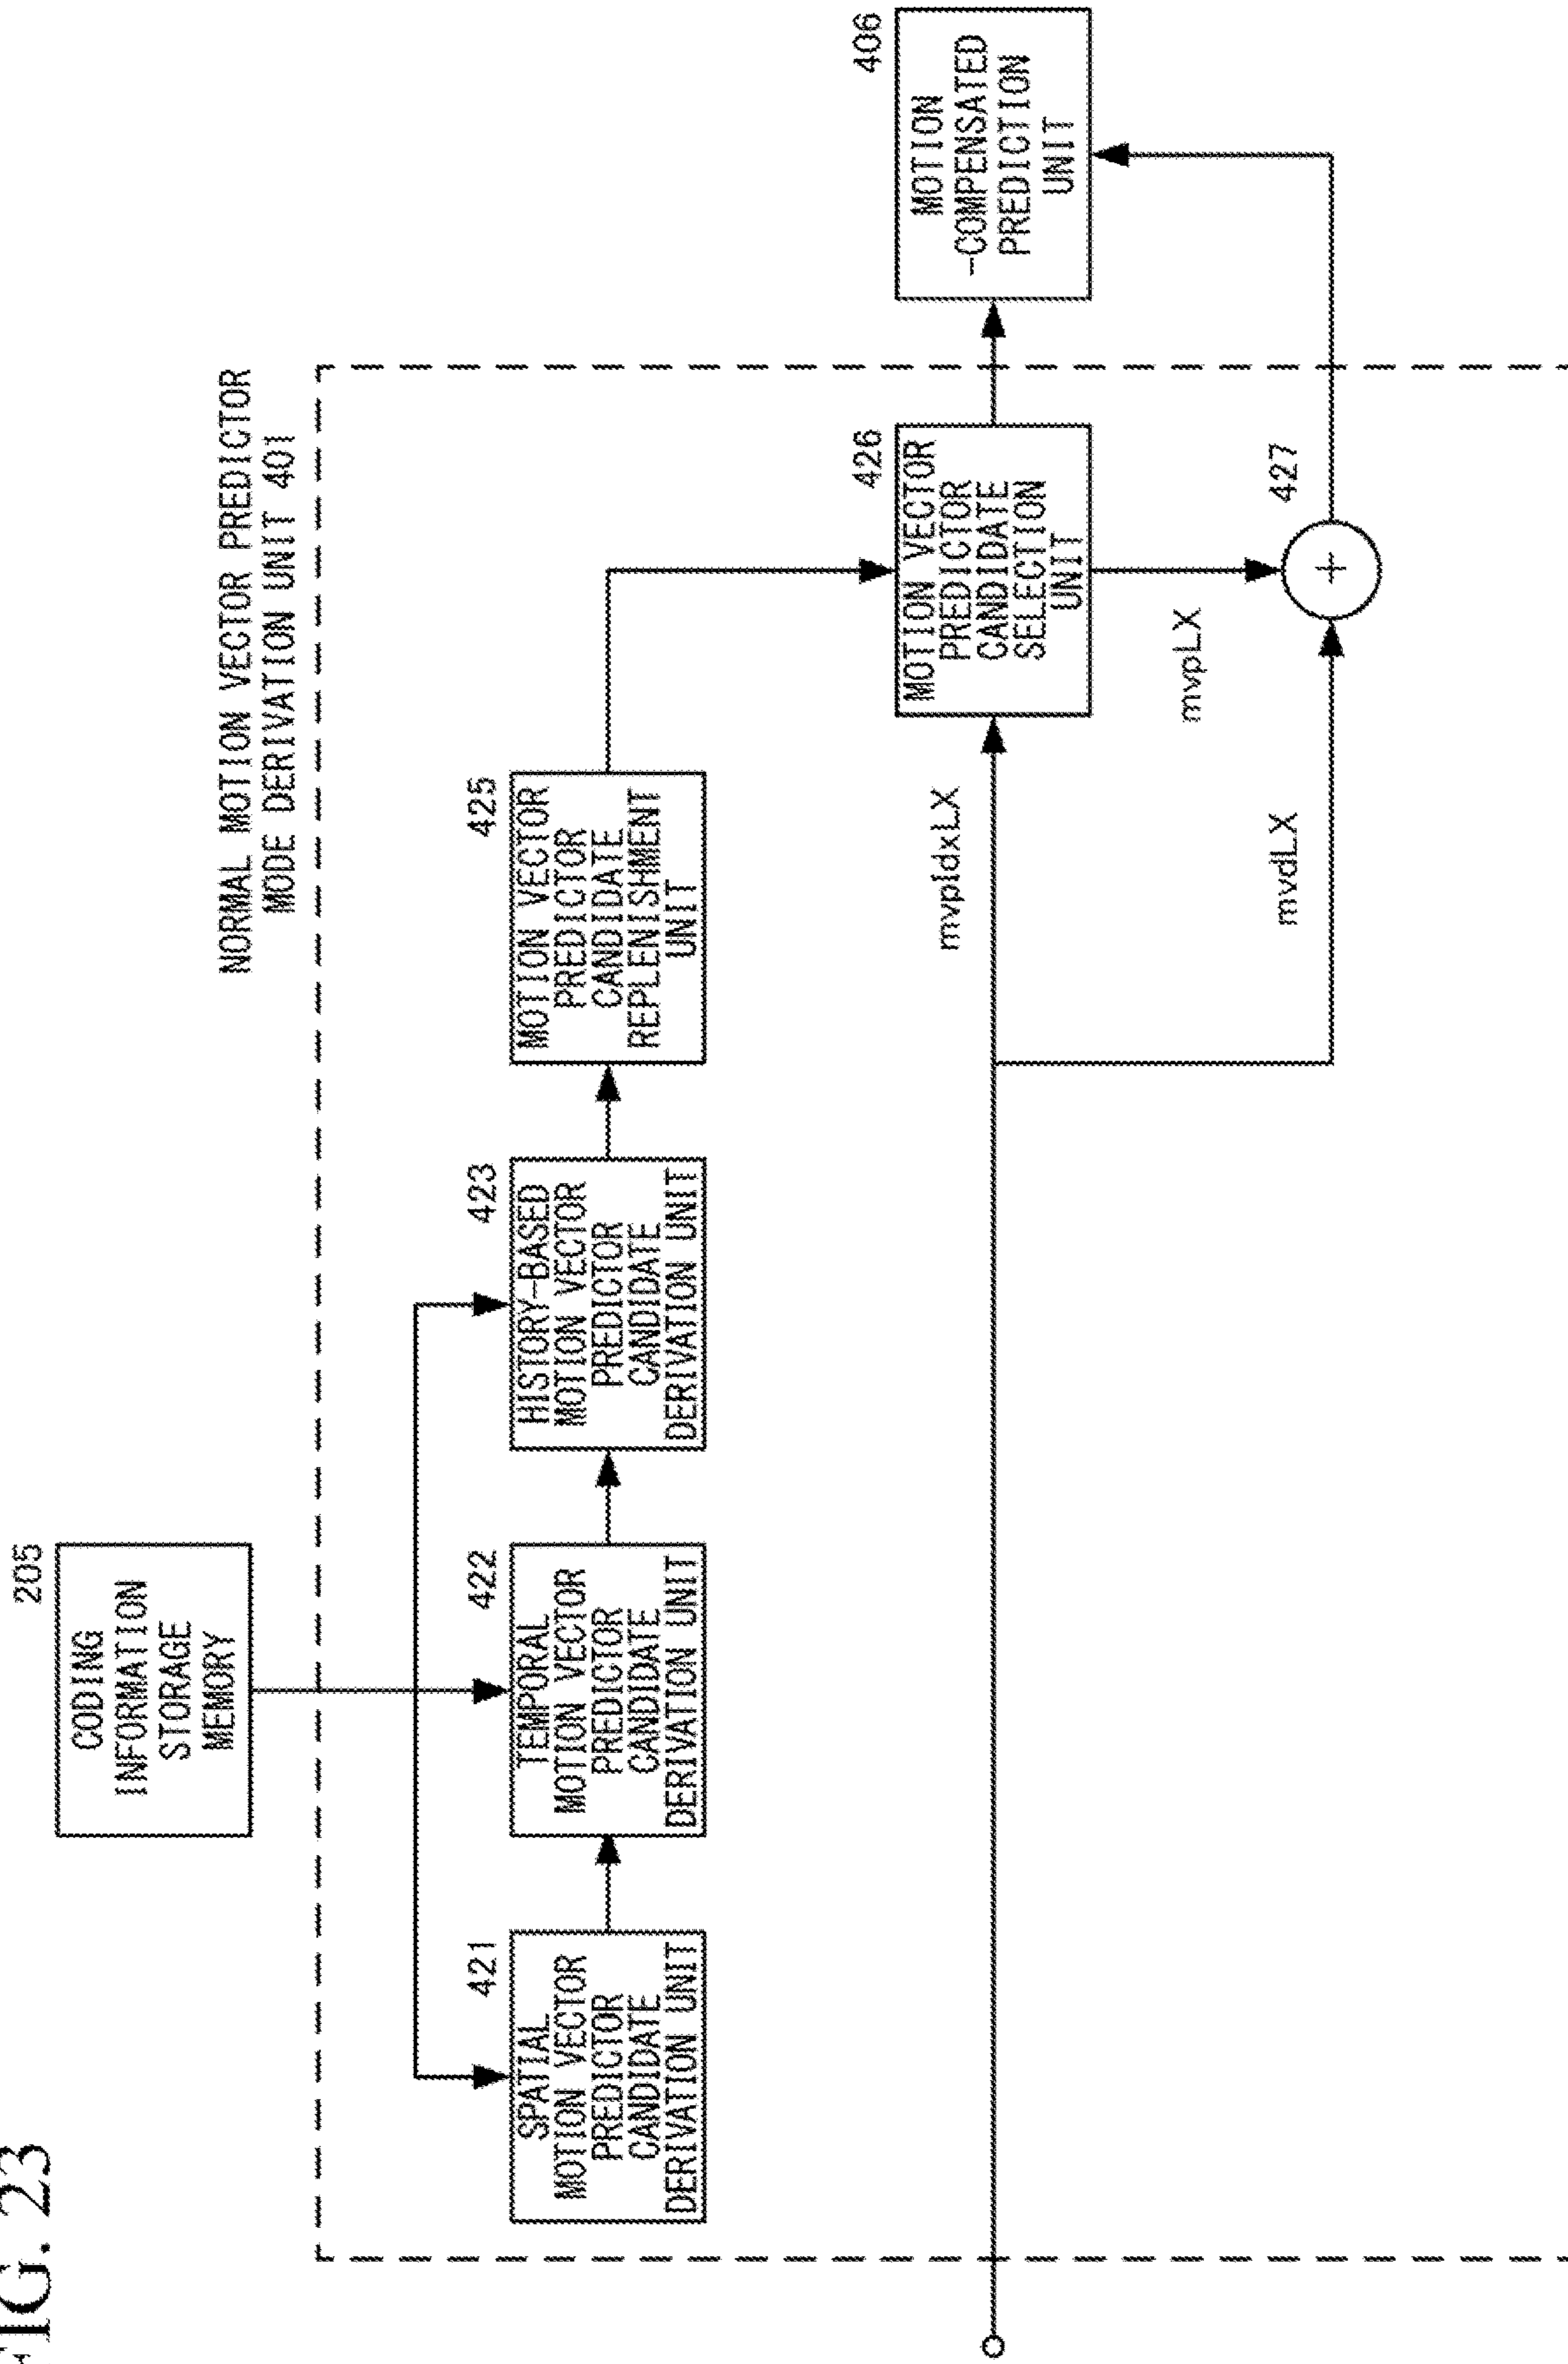 FIG. 23
205
CODING
INFORMATION
STORAGE
MEMORY
NORMAL MOTION VECTOR PREDICTOR
MODE DERIVATION UNIT 401
421
SPATIAL
MOTION VECTOR
PREDICTOR
CANDIDATE
DERIVATION UNIT
422
TEMPORAL
MOTION VECTOR
PREDICTOR
CANDIDATE
DERIVATION UNIT
423
HISTORY-BASED
MOTION VECTOR
PREDICTOR
CANDIDATE
DERIVATION UNIT
425
MOTION VECTOR
PREDICTOR
CANDIDATE
REPLENISHMENT
UNIT
426
MOTION VECTOR
PREDICTOR
CANDIDATE
SELECTION
UNIT
406
MOTION
-COMPENSATED
PREDICTION
UNIT
mvpIdxLX
mvpLX
mvdLX
427
+